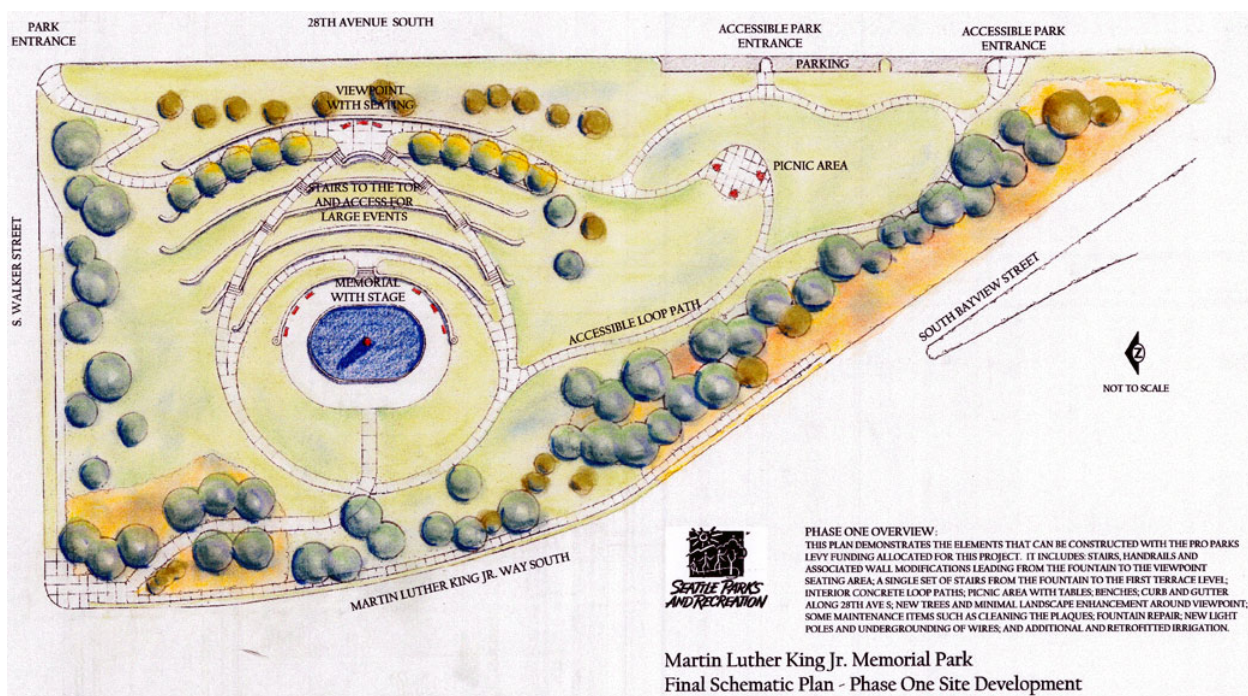 28TH AVENUE SOUTH
PARK
ENTRANCE
ACCESSIBLE PARK
ENTRANCE
ACCESSIBLE PARK
ENTRANCE
PARKING
VIEWPOINT
WITH SEATING
PICNIC AREA
STAIRS TO THE TOP
AND ACCESS FOR
LARGE EVENTS
S. WALKER STREET
MEMORIAL
WITH STAGE
ACCESSIBLE LOOP PATH
SOUTH BAYVIEW STREET
Z
NOT TO SCALE
MARTIN LUTHER KING JR. WAY SOUTH
SEATTLE PARKS
AND RECREATION
PHASE ONE OVERVIEW:
THIS PLAN DEMONSTRATES THE ELEMENTS THAT CAN BE CONSTRUCTED WITH THE PRO PARKS
LEVY FUNDING ALLOCATED FOR THIS PROJECT. IT INCLUDES: STAIRS, HANDRAILS AND
ASSOCIATED WALL MODIFICATIONS LEADING FROM THE FOUNTAIN TO THE VIEWPOINT
SEATING AREA; A SINGLE SET OF STAIRS FROM THE FOUNTAIN TO THE FIRST TERRACE LEVEL;
INTERIOR CONCRETE LOOP PATHS; PICNIC AREA WITH TABLES; BENCHES; CURB AND GUTTER
ALONG 28TH AVE S; NEW TREES AND MINIMAL LANDSCAPE ENHANCEMENT AROUND VIEWPOINT;
SOME MAINTENANCE ITEMS SUCH AS CLEANING THE PLAQUES; FOUNTAIN REPAIR; NEW LIGHT
POLES AND UNDERGROUNDING OF WIRES; AND ADDITIONAL AND RETROFITTED IRRIGATION.
Martin Luther King Jr. Memorial Park
Final Schematic Plan - Phase One Site Development